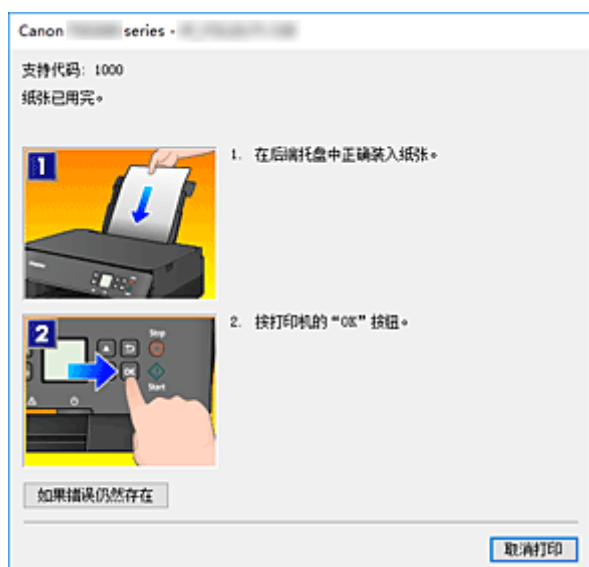 Canon series -
支持代码: 1000
纸张已用完。
1
1. 在后端托盘中正确装入纸张。
2
2. 按打印机的“OK”按钮。
Stop
OK
Start
如果错误仍然存在
取消打印